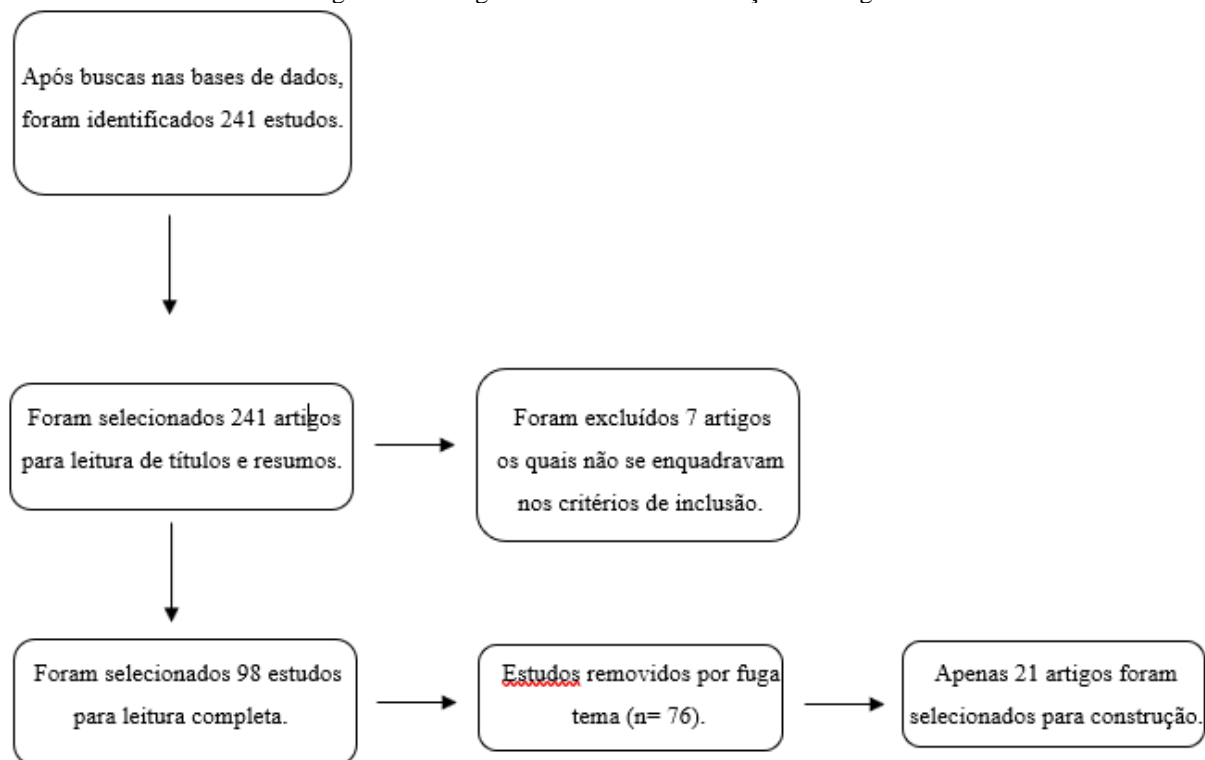 Após buscas nas bases de dados,
foram identificados 241 estudos.
Foram selecionados 241 artigos
para leitura de títulos e resumos.
Foram excluídos 7 artigos
os quais não se enquadravam
nos critérios de inclusão.
Foram selecionados 98 estudos
para leitura completa.
Estudos removidos por fuga
tema (n= 76).
Apenas 21 artigos foram
selecionados para construção.